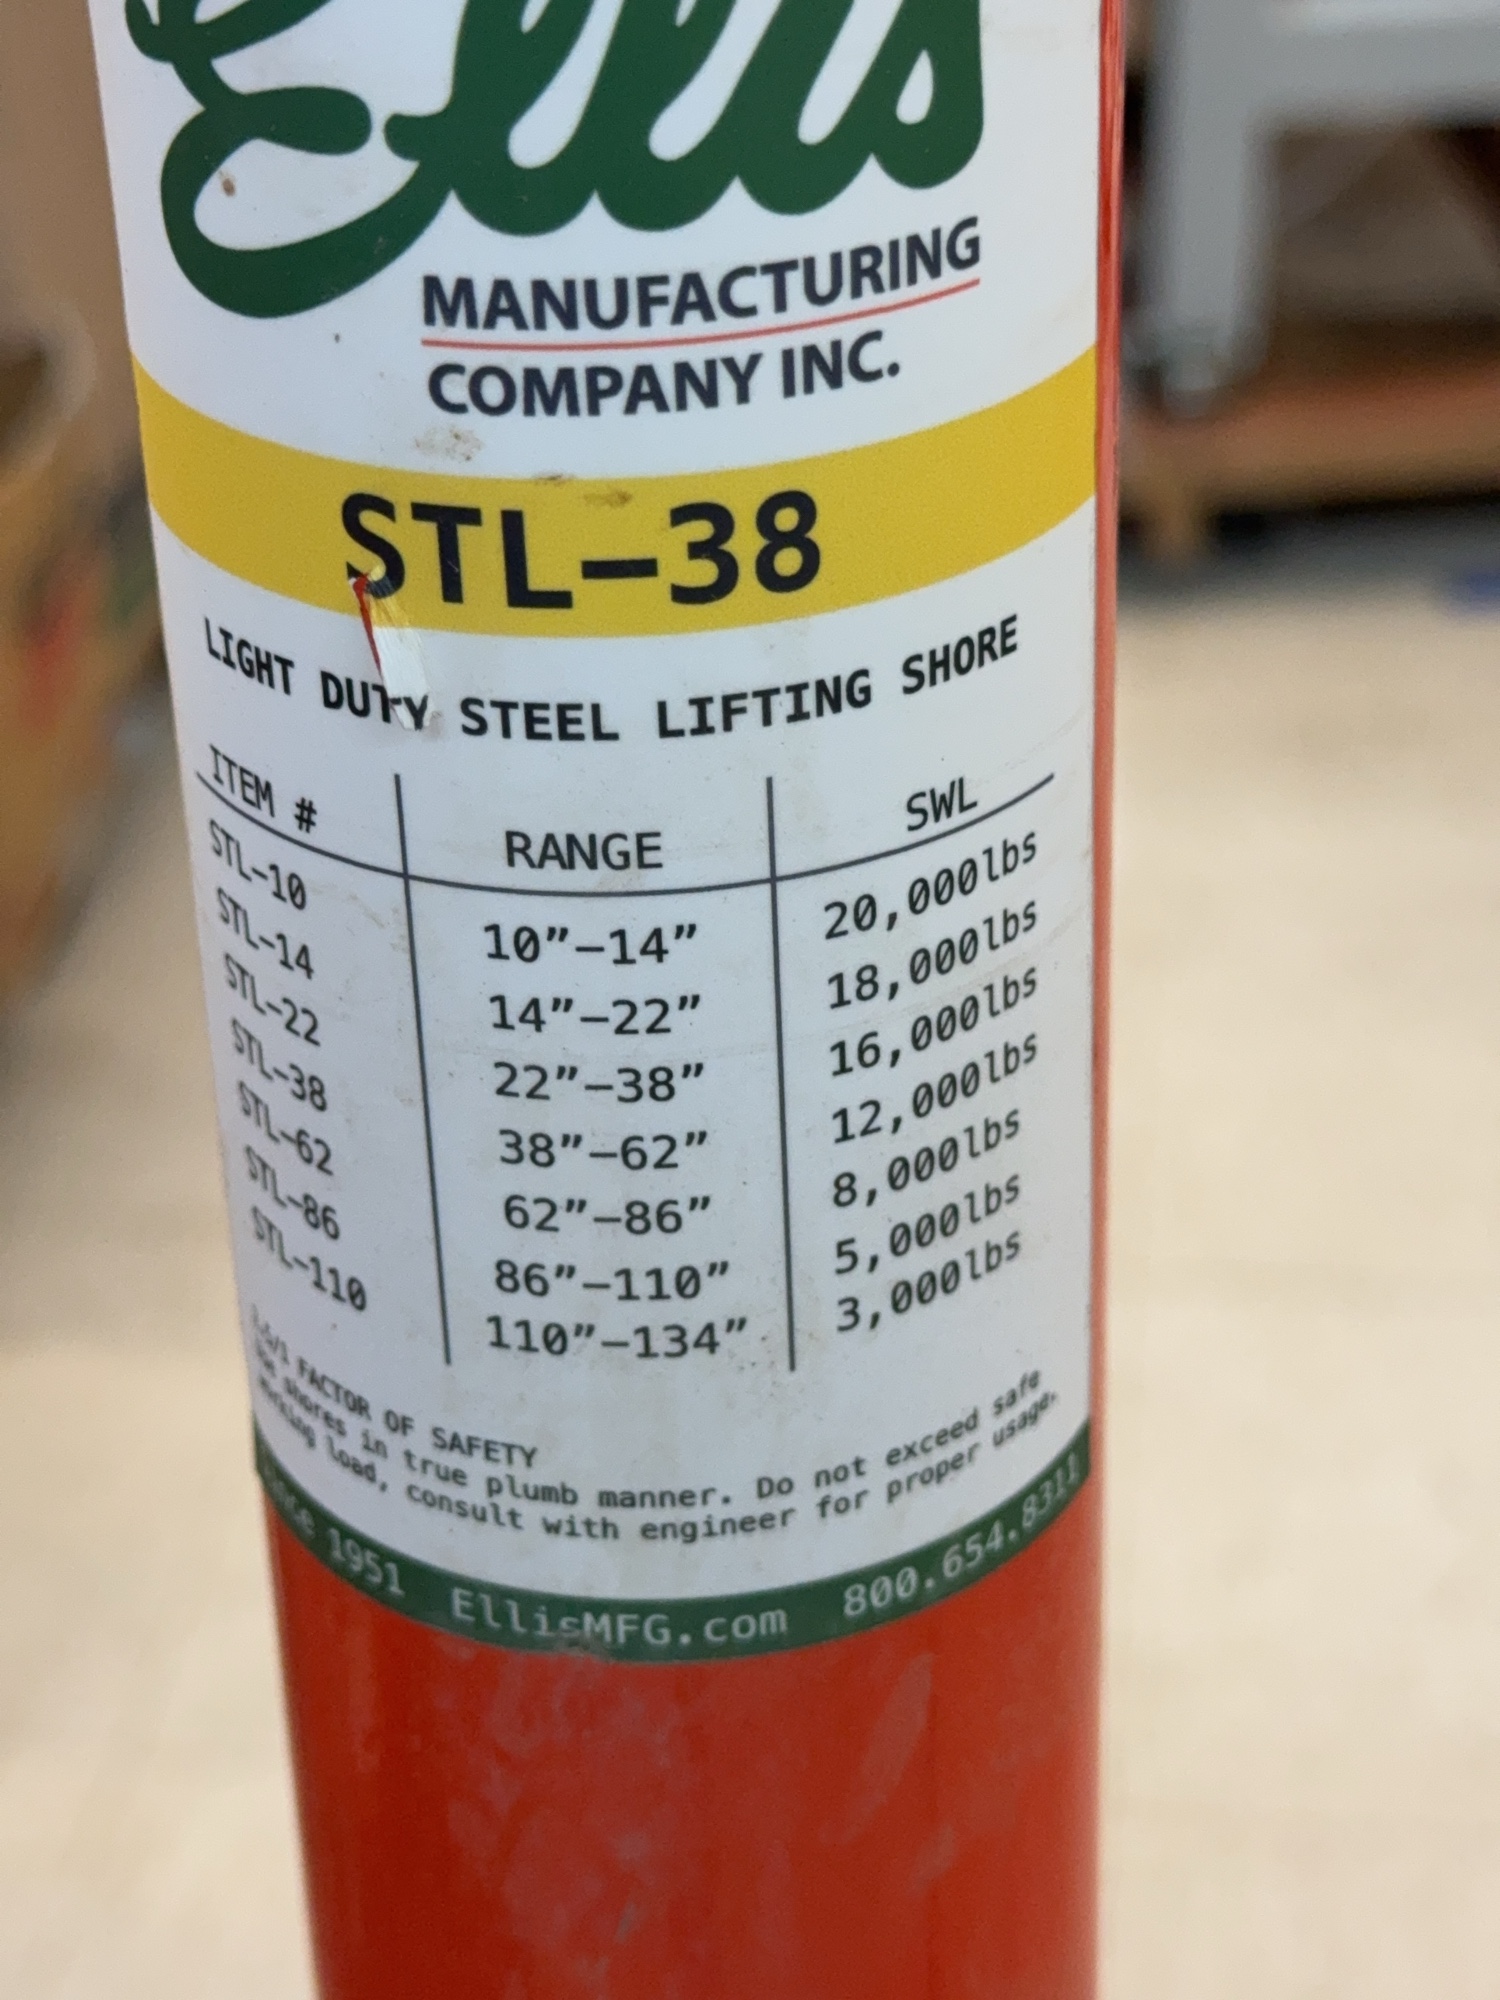 Ellis
MANUFACTURING
COMPANY INC.
STL-38
LIGHT DUTY STEEL LIFTING SHORE
ITEM # RANGE SWL
STL-10 10"-14" 20,000lbs
STL-14 14"-22" 18,000lbs
STL-22 22"-38" 16,000lbs
STL-38 38"-62" 12,000lbs
STL-62 62"-86" 8,000lbs
STL-86 86"-110" 5,000lbs
STL-110 110"-134" 3,000lbs
FACTOR OF SAFETY
shores in true plumb manner. Do not exceed safe
working load, consult with engineer for proper usage.
1951 EllisMFG.com 800.654.8311